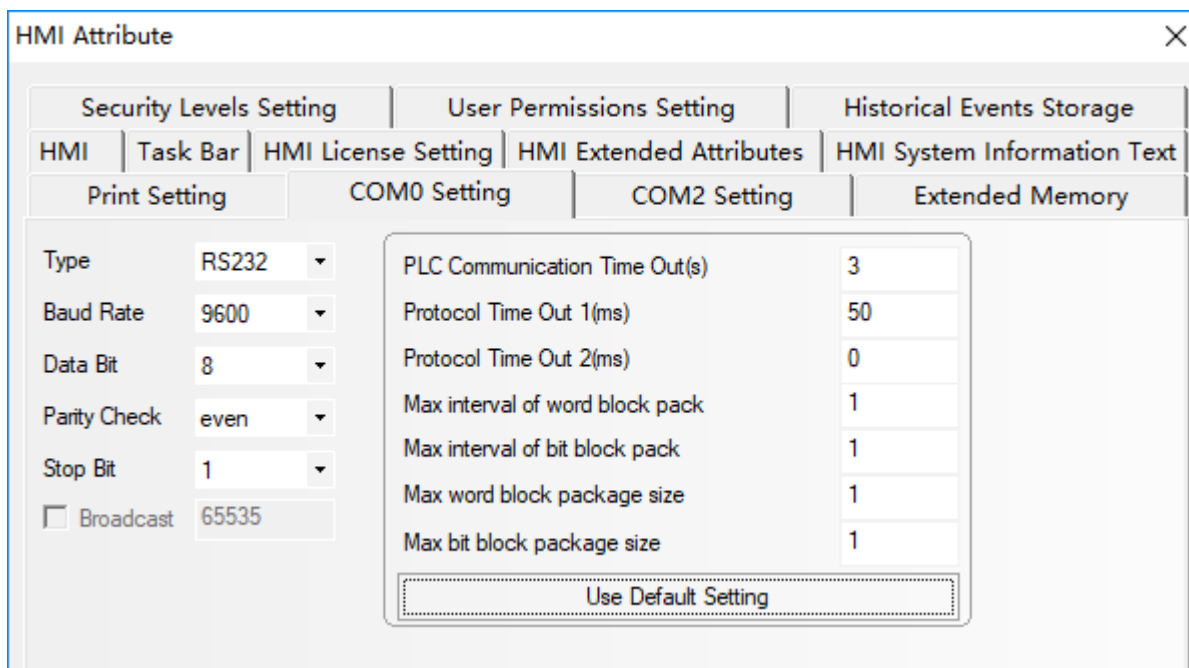 HMI Attribute
Security Levels Setting User Permissions Setting Historical Events Storage
HMI Task Bar HMI License Setting HMI Extended Attributes HMI System Information Text
Print Setting COM0 Setting COM2 Setting Extended Memory
Type RS232
Baud Rate 9600
Data Bit 8
Parity Check even
Stop Bit 1
Broadcast 65535
PLC Communication Time Out(s) 3
Protocol Time Out 1(ms) 50
Protocol Time Out 2(ms) 0
Max interval of word block pack 1
Max interval of bit block pack 1
Max word block package size 1
Max bit block package size 1
Use Default Setting